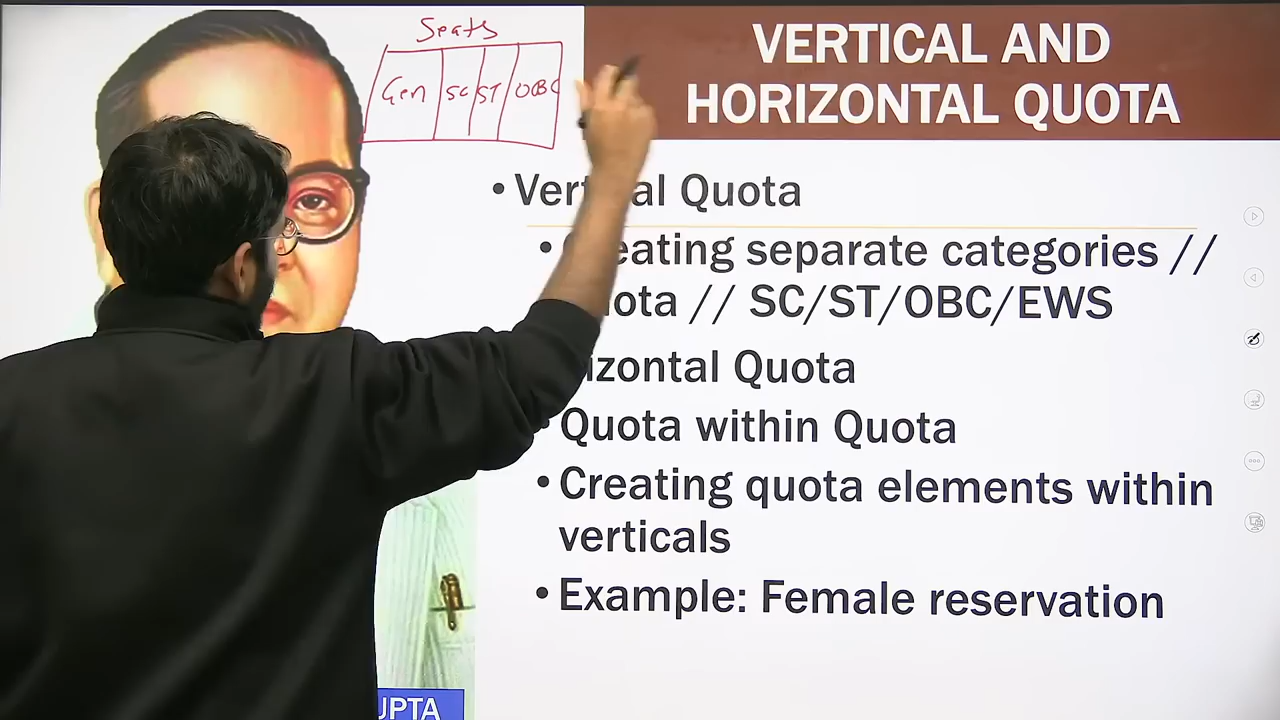 Seats
Gen SC ST OBC
VERTICAL AND
HORIZONTAL QUOTA
• Ver al Quota
• eating separate categories //
ota // SC/ST/OBC/EWS
izontal Quota
• Quota within Quota
• Creating quota elements within
verticals
• Example: Female reservation
UPTA